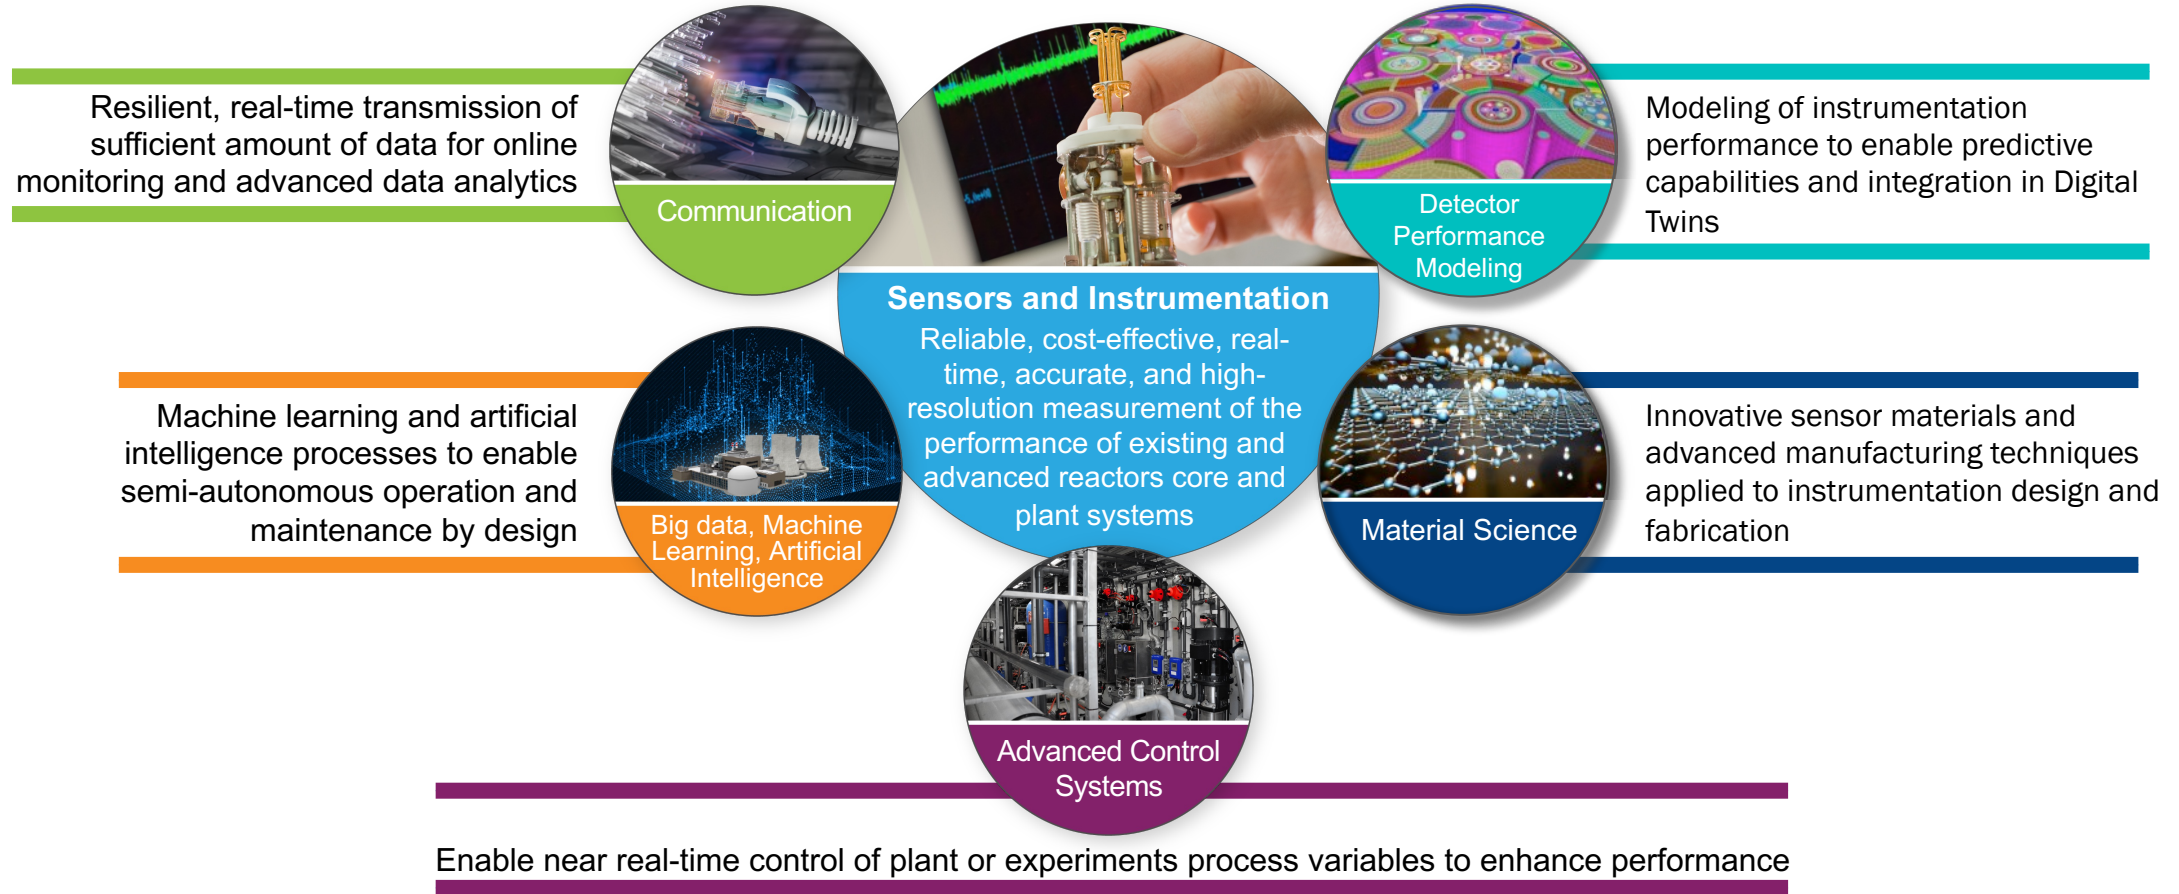 Resilient, real-time transmission of
sufficient amount of data for online
monitoring and advanced data analytics
Communication
Sensors and Instrumentation
Reliable, cost-effective, real-
time, accurate, and high-
resolution measurement of the
performance of existing and
advanced reactors core and
plant systems
Detector
Performance
Modeling
Modeling of instrumentation
performance to enable predictive
capabilities and integration in Digital
Twins
Machine learning and artificial
intelligence processes to enable
semi-autonomous operation and
maintenance by design
Big data, Machine
Learning, Artificial
Intelligence
Material Science
Innovative sensor materials and
advanced manufacturing techniques
applied to instrumentation design and
fabrication
Advanced Control
Systems
Enable near real-time control of plant or experiments process variables to enhance performance